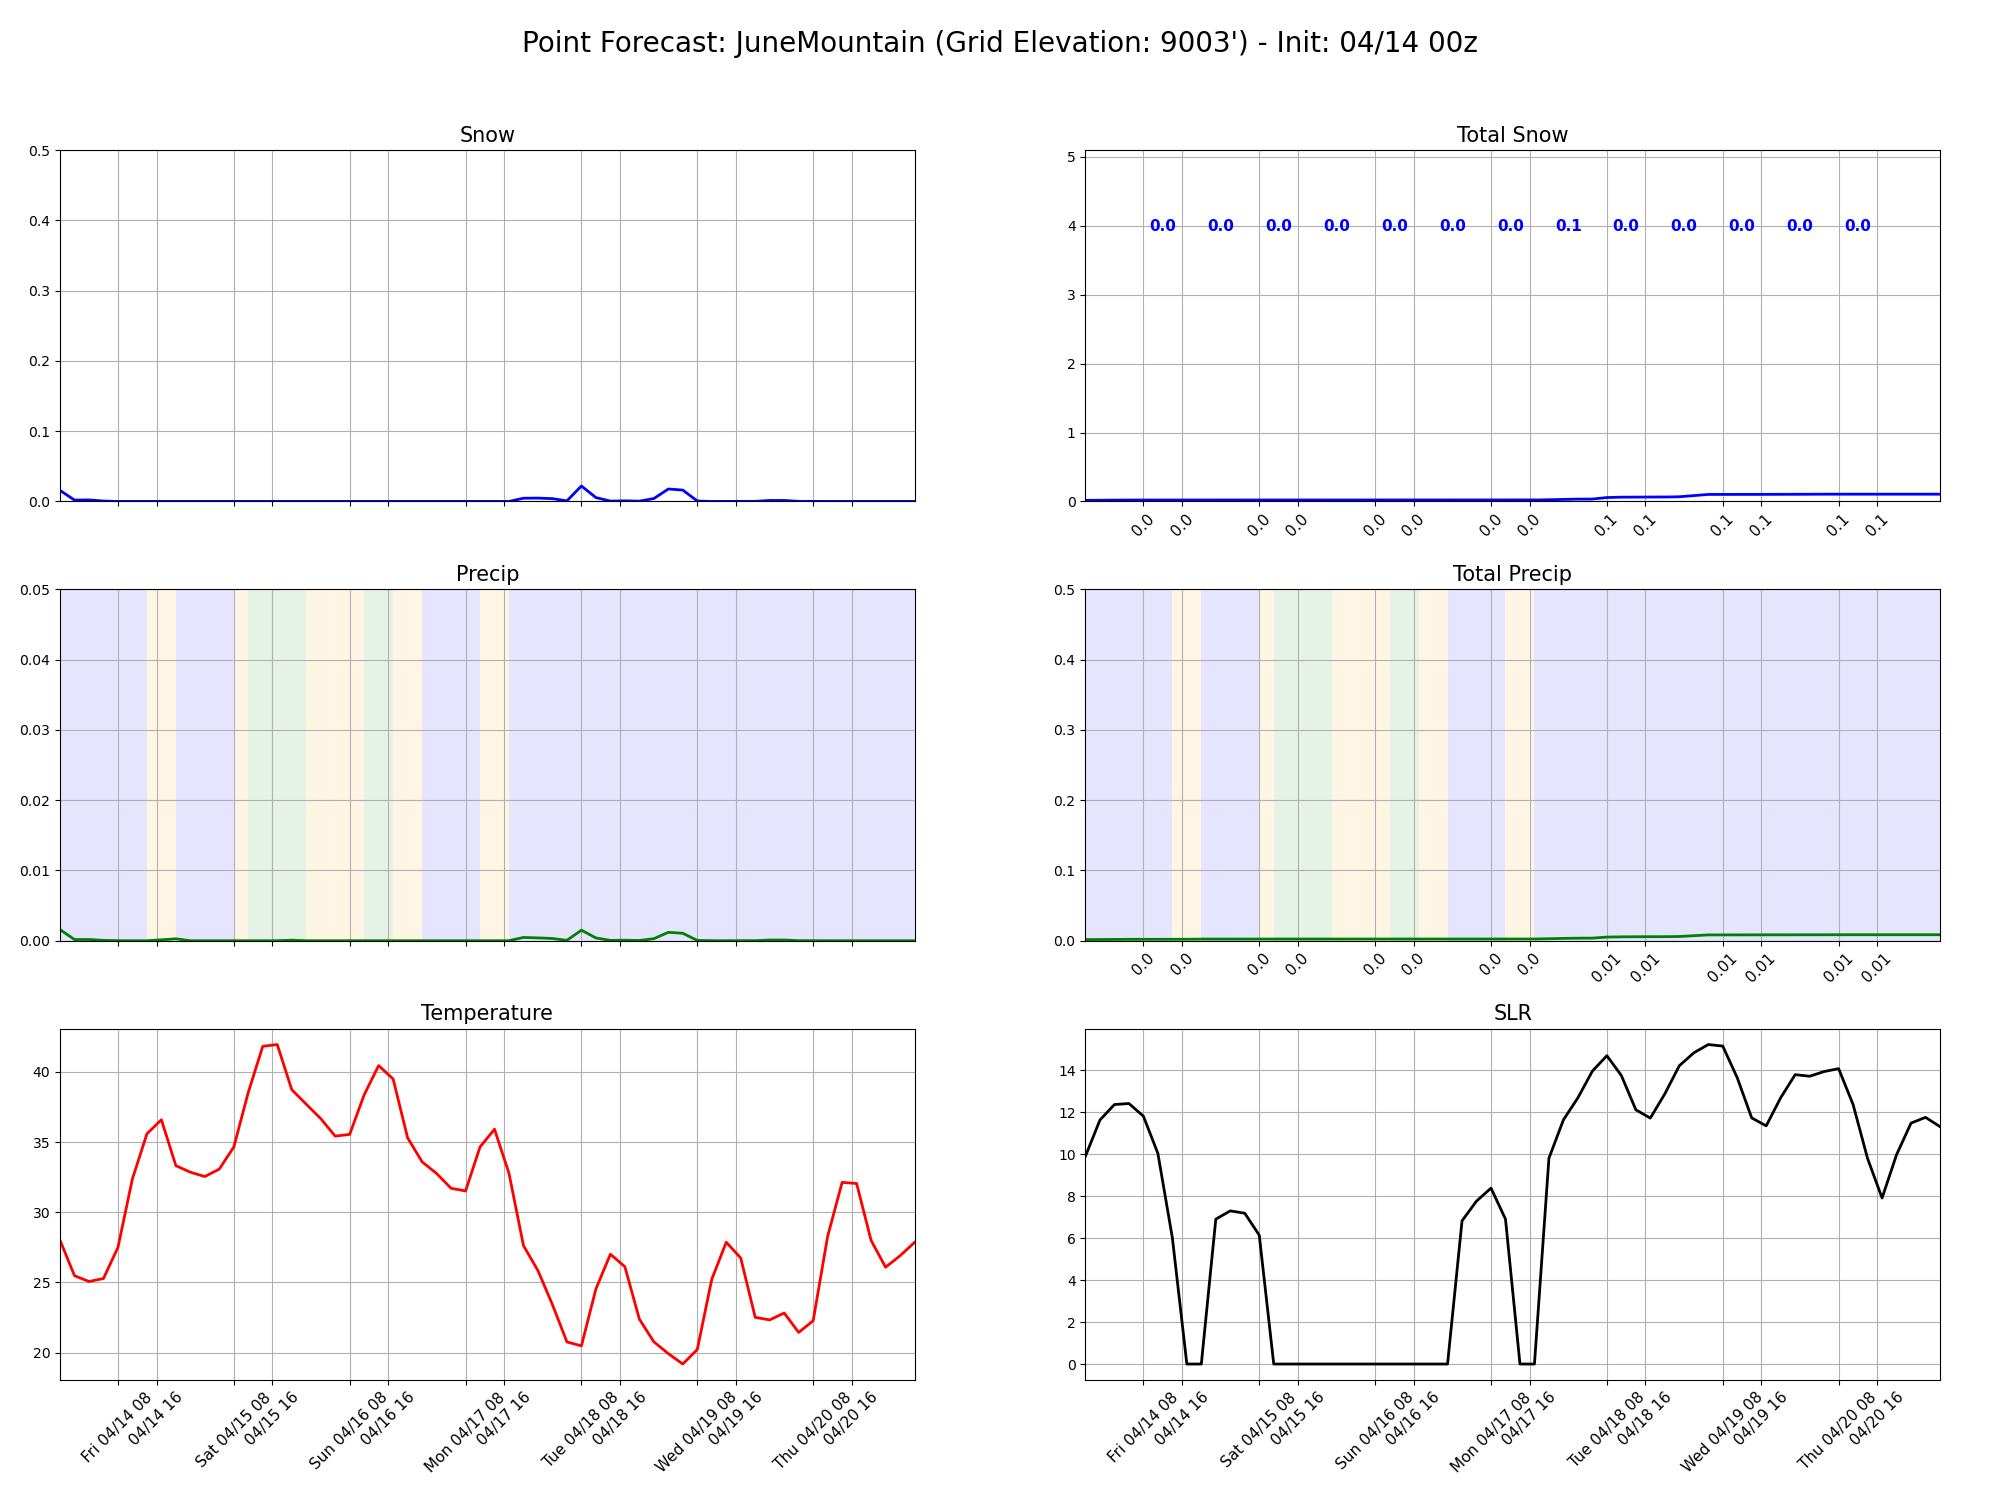 Point Forecast: JuneMountain (Grid Elevation: 9003') - Init: 04/14 00z
Snow
0.5
0.4
0.3
0.2
0.1
0.0
Total Snow
5
4
3
2
1
0
0.0 0.0 0.0 0.0 0.0 0.0 0.0 0.1 0.0 0.0 0.0 0.0 0.0
0.0 0.0 0.0 0.0 0.0 0.0 0.0 0.0 0.1 0.1 0.1 0.1 0.1 0.1
Precip
0.05
0.04
0.03
0.02
0.01
0.00
Total Precip
0.5
0.4
0.3
0.2
0.1
0.0
0.0 0.0 0.0 0.0 0.0 0.0 0.0 0.0 0.01 0.01 0.01 0.01 0.01 0.01
Temperature
40
35
30
25
20
Fri 04/14 08
04/14 16
Sat 04/15 08
04/15 16
Sun 04/16 08
04/16 16
Mon 04/17 08
04/17 16
Tue 04/18 08
04/18 16
Wed 04/19 08
04/19 16
Thu 04/20 08
04/20 16
SLR
14
12
10
8
6
4
2
0
Fri 04/14 08
04/14 16
Sat 04/15 08
04/15 16
Sun 04/16 08
04/16 16
Mon 04/17 08
04/17 16
Tue 04/18 08
04/18 16
Wed 04/19 08
04/19 16
Thu 04/20 08
04/20 16